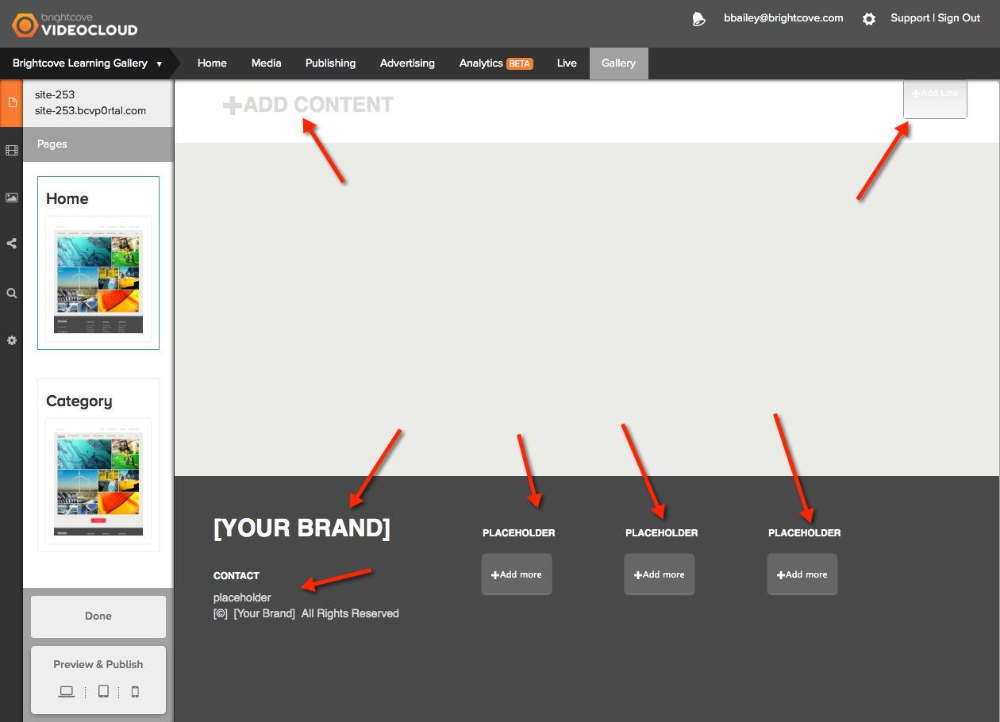 brightcove
VIDEOCLOUD
bbailey@brightcove.com
Support | Sign Out
Brightcove Learning Gallery ▼
Home Media Publishing Advertising Analytics BETA Live Gallery
site-253
site-253.bcvp0rtal.com
Pages
+ADD CONTENT
+Add Link
Home
Category
[YOUR BRAND]
CONTACT
placeholder
[©] [Your Brand] All Rights Reserved
PLACEHOLDER PLACEHOLDER PLACEHOLDER
+Add more +Add more +Add more
Done
Preview & Publish